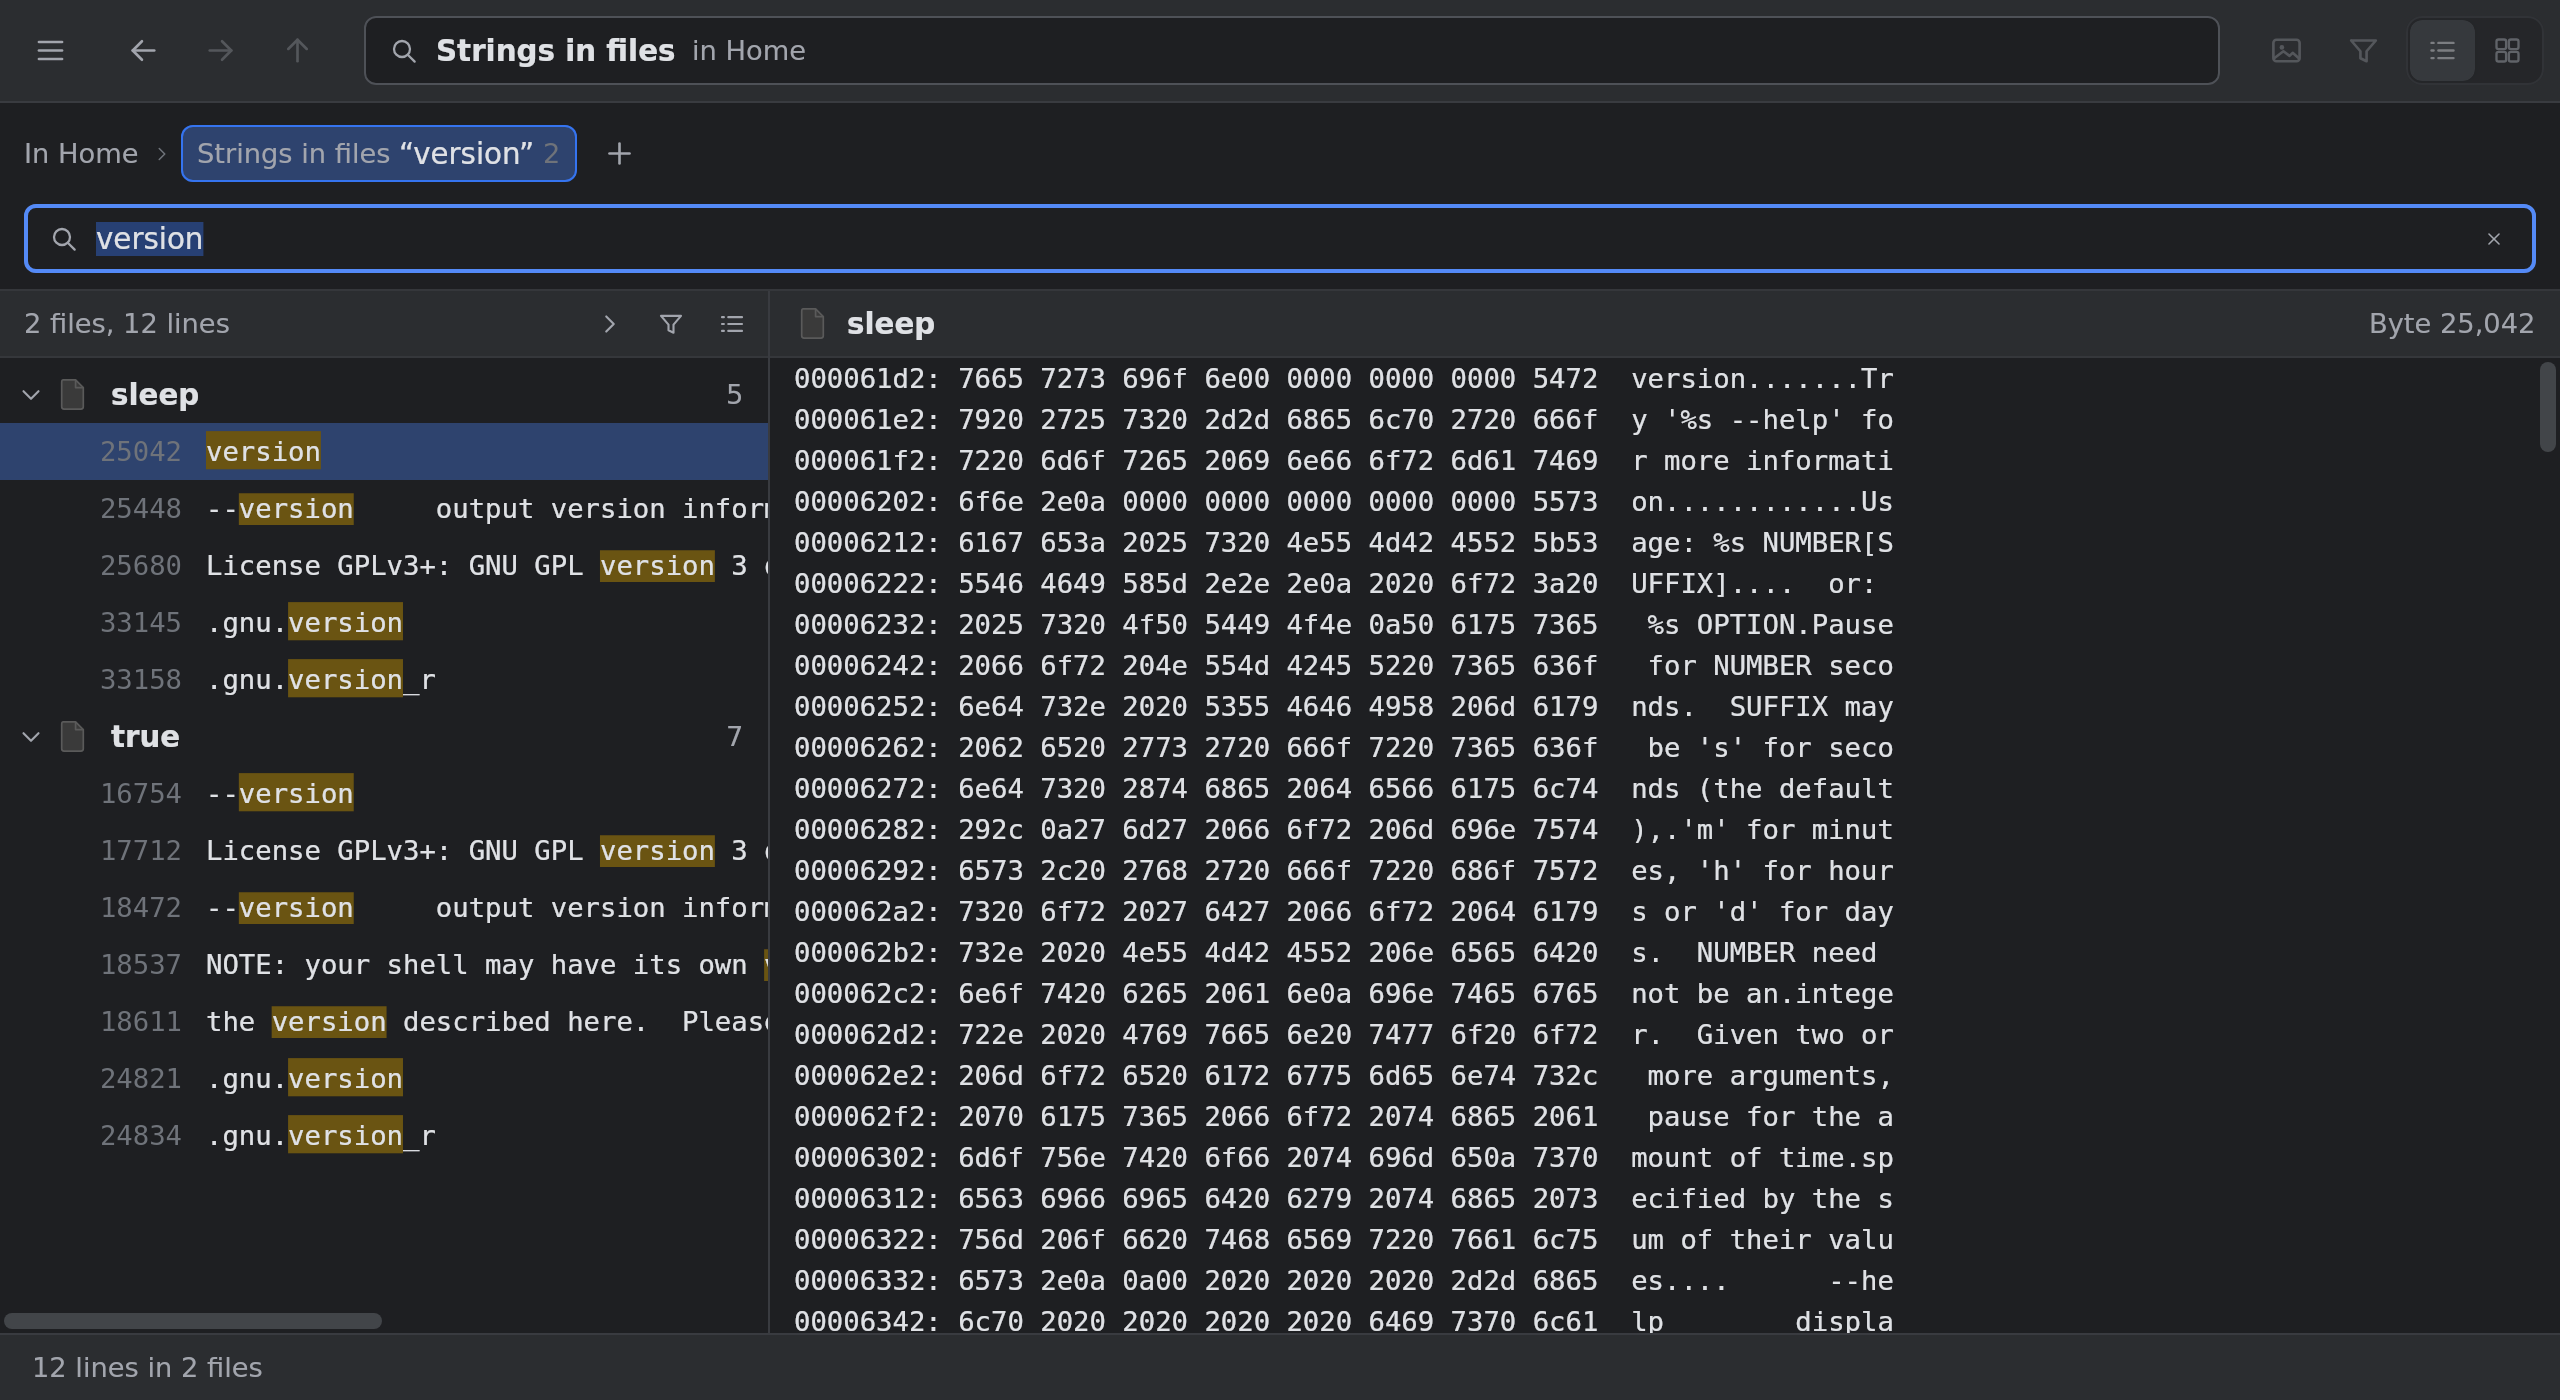 Strings in files in Home
In Home
Strings in files “version” 2
version
2 files, 12 lines
sleep 5
25042 version
25448 --version     output version inform
25680 License GPLv3+: GNU GPL version 3
33145 .gnu.version
33158 .gnu.version_r
true 7
16754 --version
17712 License GPLv3+: GNU GPL version 3
18472 --version     output version inform
18537 NOTE: your shell may have its own
18611 the version described here.  Please
24821 .gnu.version
24834 .gnu.version_r
sleep
Byte 25,042
000061d2: 7665 7273 696f 6e00 0000 0000 0000 5472  version.......Tr
000061e2: 7920 2725 7320 2d2d 6865 6c70 2720 666f  y '%s --help' fo
000061f2: 7220 6d6f 7265 2069 6e66 6f72 6d61 7469  r more informati
00006202: 6f6e 2e0a 0000 0000 0000 0000 0000 5573  on............Us
00006212: 6167 653a 2025 7320 4e55 4d42 4552 5b53  age: %s NUMBER[S
00006222: 5546 4649 585d 2e2e 2e0a 2020 6f72 3a20  UFFIX]....  or:
00006232: 2025 7320 4f50 5449 4f4e 0a50 6175 7365   %s OPTION.Pause
00006242: 2066 6f72 204e 554d 4245 5220 7365 636f   for NUMBER seco
00006252: 6e64 732e 2020 5355 4646 4958 206d 6179  nds.  SUFFIX may
00006262: 2062 6520 2773 2720 666f 7220 7365 636f   be 's' for seco
00006272: 6e64 7320 2874 6865 2064 6566 6175 6c74  nds (the default
00006282: 292c 0a27 6d27 2066 6f72 206d 696e 7574  ),.'m' for minut
00006292: 6573 2c20 2768 2720 666f 7220 686f 7572  es, 'h' for hour
000062a2: 7320 6f72 2027 6427 2066 6f72 2064 6179  s or 'd' for day
000062b2: 732e 2020 4e55 4d42 4552 206e 6565 6420  s.  NUMBER need
000062c2: 6e6f 7420 6265 2061 6e0a 696e 7465 6765  not be an.intege
000062d2: 722e 2020 4769 7665 6e20 7477 6f20 6f72  r.  Given two or
000062e2: 206d 6f72 6520 6172 6775 6d65 6e74 732c   more arguments,
000062f2: 2070 6175 7365 2066 6f72 2074 6865 2061   pause for the a
00006302: 6d6f 756e 7420 6f66 2074 696d 650a 7370  mount of time.sp
00006312: 6563 6966 6965 6420 6279 2074 6865 2073  ecified by the s
00006322: 756d 206f 6620 7468 6569 7220 7661 6c75  um of their valu
00006332: 6573 2e0a 0a00 2020 2020 2020 2d2d 6865  es....      --he
00006342: 6c70 2020 2020 2020 2020 6469 7370 6c61  lp        displa
12 lines in 2 files